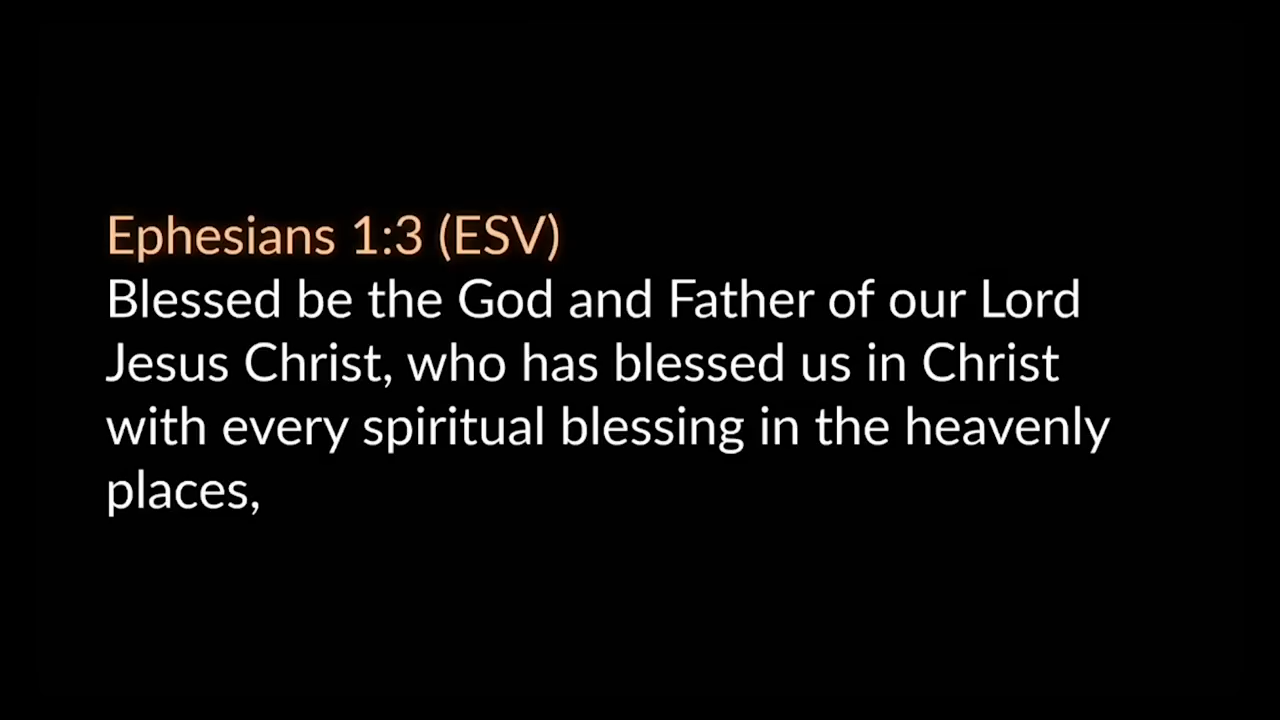 Ephesians 1:3 (ESV)
Blessed be the God and Father of our Lord
Jesus Christ, who has blessed us in Christ
with every spiritual blessing in the heavenly
places,